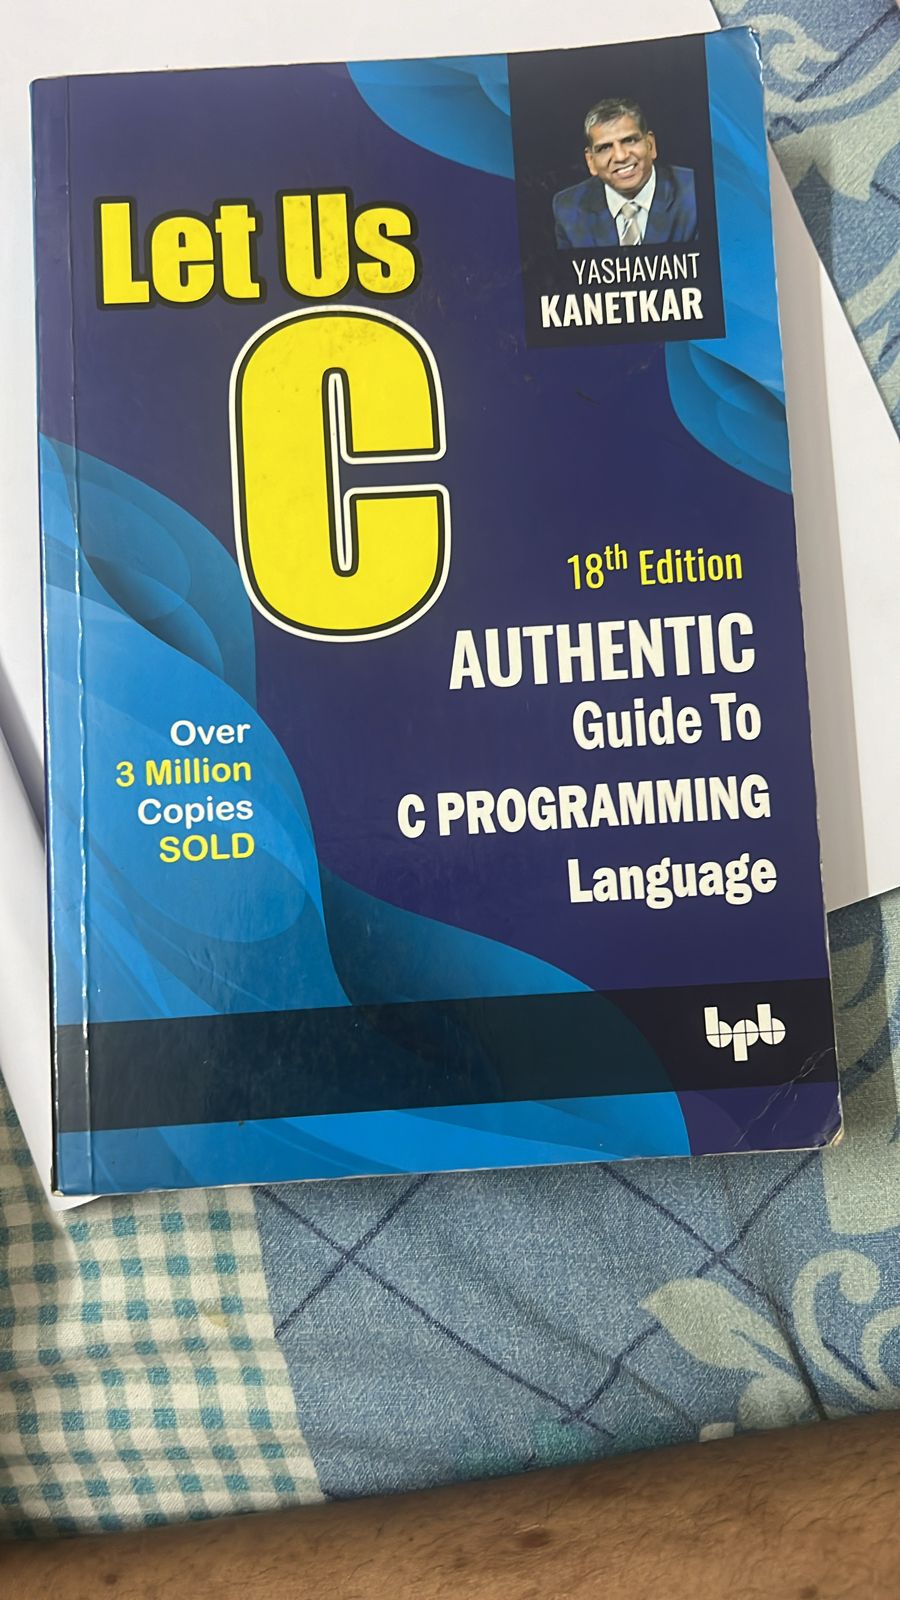 Let Us
C
YASHAVANT
KANETKAR
18th Edition
AUTHENTIC
Guide To
C PROGRAMMING
Language
Over
3 Million
Copies
SOLD
bpb